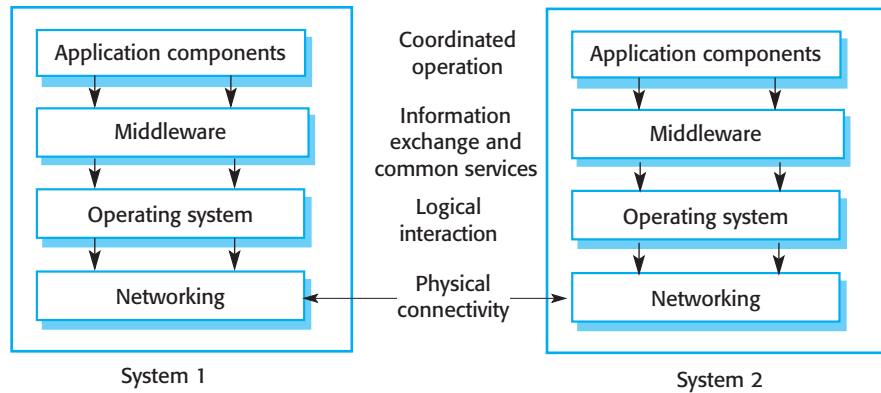 Application components
Coordinated
operation
Application components
Middleware
Information
exchange and
common services
Middleware
Operating system
Logical
interaction
Operating system
Networking
Physical
connectivity
Networking
System 1
System 2